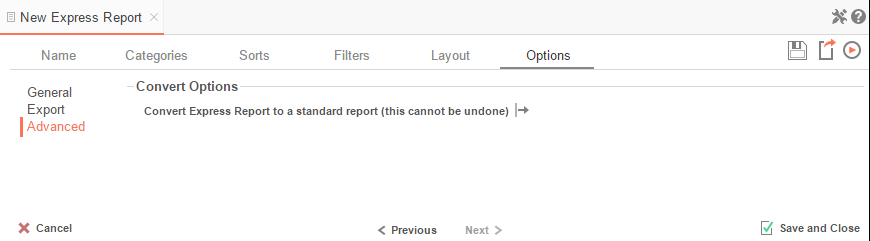 New Express Report
Name Categories Sorts Filters Layout Options
General
Export
Advanced
Convert Options
Convert Express Report to a standard report (this cannot be undone)
Cancel
Previous Next
Save and Close